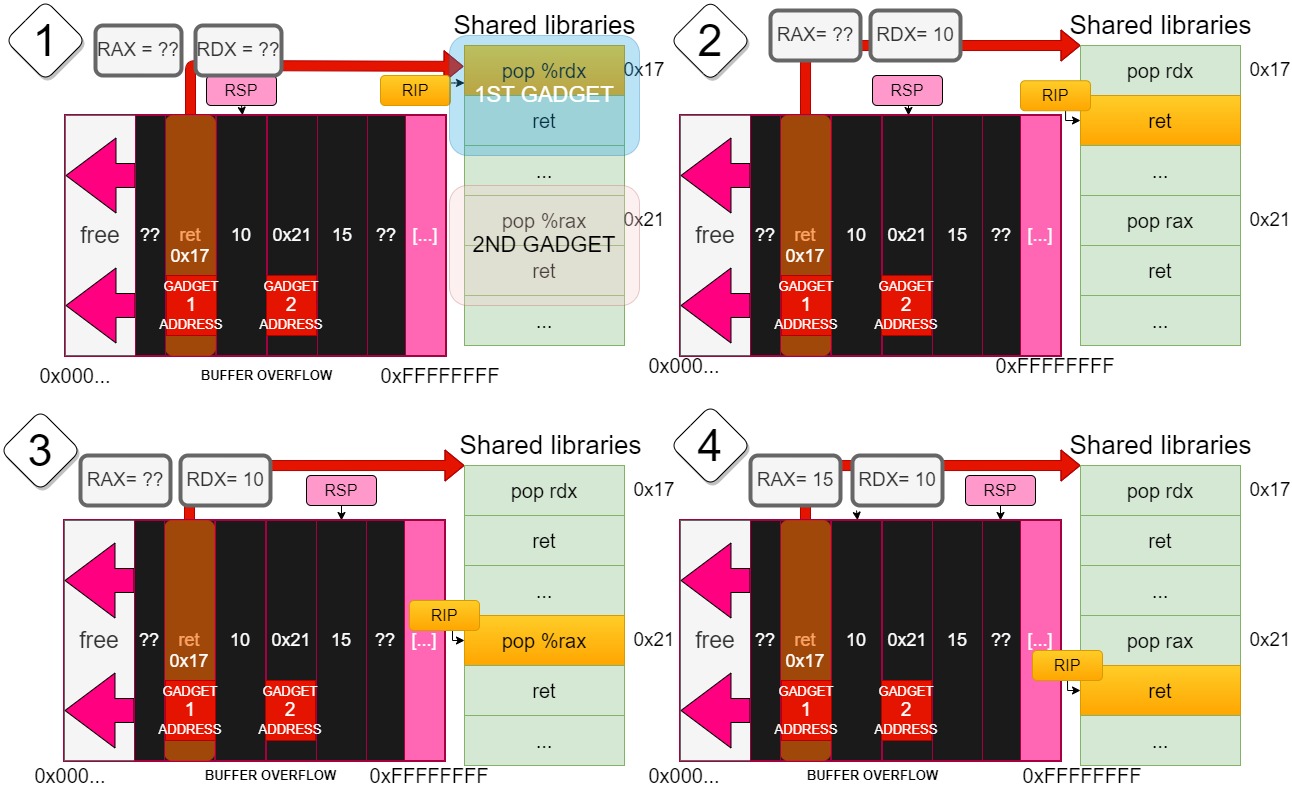 1
RAX = ??
RDX = ??
Shared libraries
RSP
RIP
pop %rdx
0x17
1ST GADGET
ret
...
pop %rax
0x21
2ND GADGET
ret
...
free
??
ret
0x17
10
0x21
15
??
[...]
GADGET
1
ADDRESS
GADGET
2
ADDRESS
0x000...
BUFFER OVERFLOW
0xFFFFFFFF
2
RAX= ??
RDX= 10
Shared libraries
RSP
RIP
pop rdx
0x17
ret
...
pop rax
0x21
ret
...
free
??
ret
0x17
10
0x21
15
??
[...]
GADGET
1
ADDRESS
GADGET
2
ADDRESS
0x000...
0xFFFFFFFF
3
RAX= ??
RDX= 10
Shared libraries
RSP
pop rdx
0x17
ret
...
RIP
pop %rax
0x21
ret
...
free
??
ret
0x17
10
0x21
15
??
[...]
GADGET
1
ADDRESS
GADGET
2
ADDRESS
0x000...
BUFFER OVERFLOW
0xFFFFFFFF
4
RAX= 15
RDX= 10
Shared libraries
RSP
pop rdx
0x17
ret
...
pop rax
0x21
RIP
ret
...
free
??
ret
0x17
10
0x21
15
??
[...]
GADGET
1
ADDRESS
GADGET
2
ADDRESS
0x000...
BUFFER OVERFLOW
0xFFFFFFFF